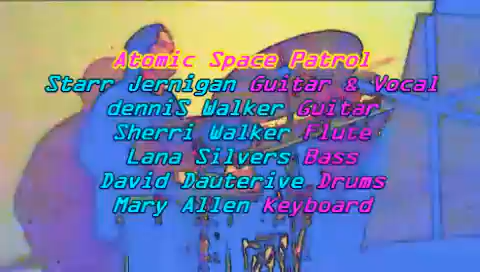 Atomic Space Patrol
Starr Jernigan Guitar & Vocal
denniS Walker Guitar
Sherri Walker Flute
Lana Silvers Bass
David Dauterive Drums
Mary Allen Keyboard